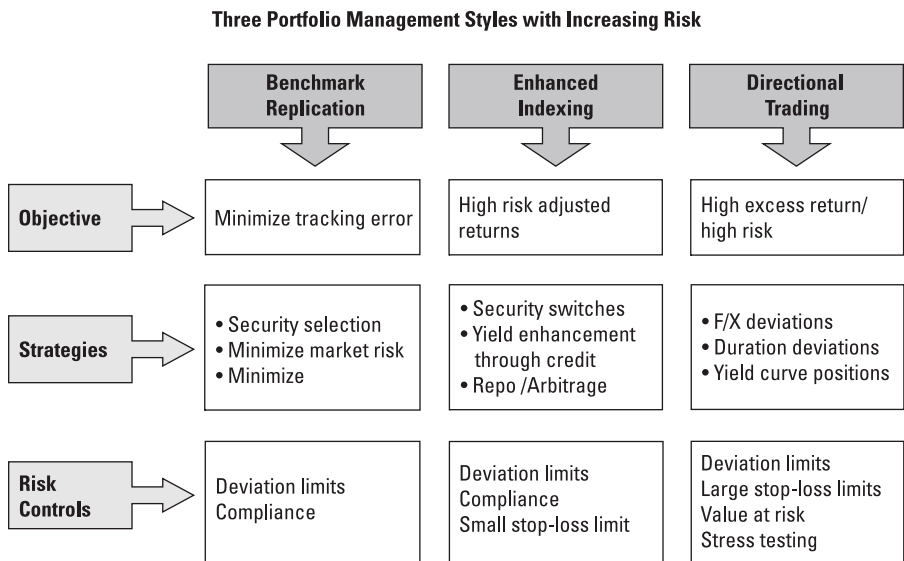 Three Portfolio Management Styles with Increasing Risk
Benchmark
Replication
Enhanced
Indexing
Directional
Trading
Objective
Minimize tracking error
High risk adjusted
returns
High excess return/
high risk
Strategies
• Security selection
• Minimize market risk
• Minimize
• Security switches
• Yield enhancement
through credit
• Repo /Arbitrage
• F/X deviations
• Duration deviations
• Yield curve positions
Risk
Controls
Deviation limits
Compliance
Deviation limits
Compliance
Small stop-loss limit
Deviation limits
Large stop-loss limits
Value at risk
Stress testing